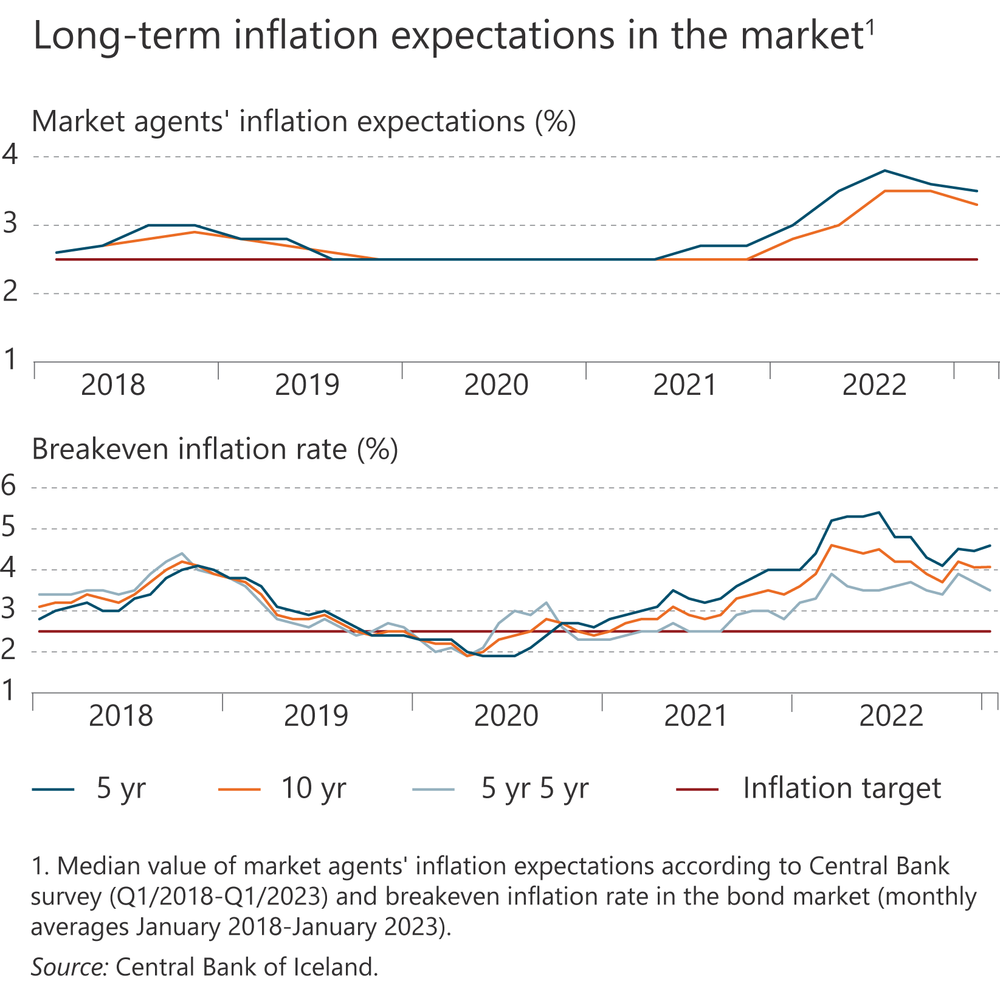 Long-term inflation expectations in the market¹
Market agents' inflation expectations (%)
4
3
2
1
2018 2019 2020 2021 2022
Breakeven inflation rate (%)
6
5
4
3
2
1
2018 2019 2020 2021 2022
5 yr 10 yr 5 yr 5 yr Inflation target
1. Median value of market agents' inflation expectations according to Central Bank
survey (Q1/2018-Q1/2023) and breakeven inflation rate in the bond market (monthly
averages January 2018-January 2023).
Source: Central Bank of Iceland.